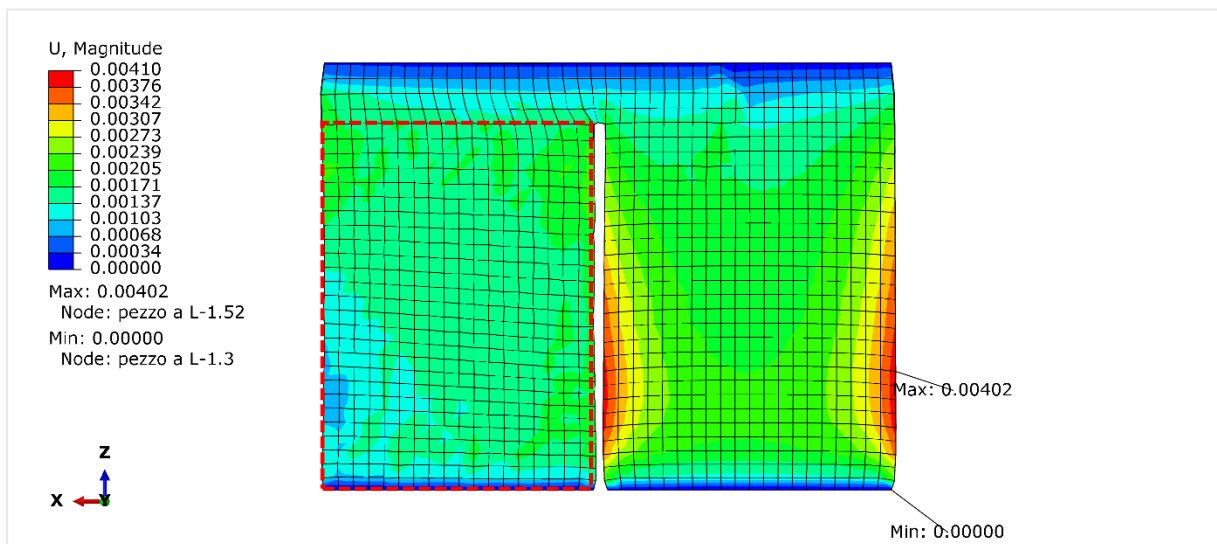 U, Magnitude
0.00410
0.00376
0.00342
0.00307
0.00273
0.00239
0.00205
0.00171
0.00137
0.00103
0.00068
0.00034
0.00000
Max: 0.00402
Node: pezzo a L-1.52
Min: 0.00000
Node: pezzo a L-1.3
Max: 0.00402
Z
X
Y
Min: 0.00000